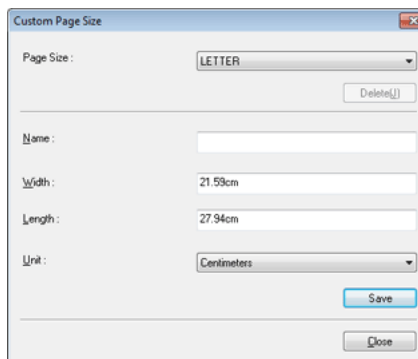 Custom Page Size
Page Size : LETTER
Delete(J)
Name :
Width : 21.59cm
Length : 27.94cm
Unit : Centimeters
Save
Close